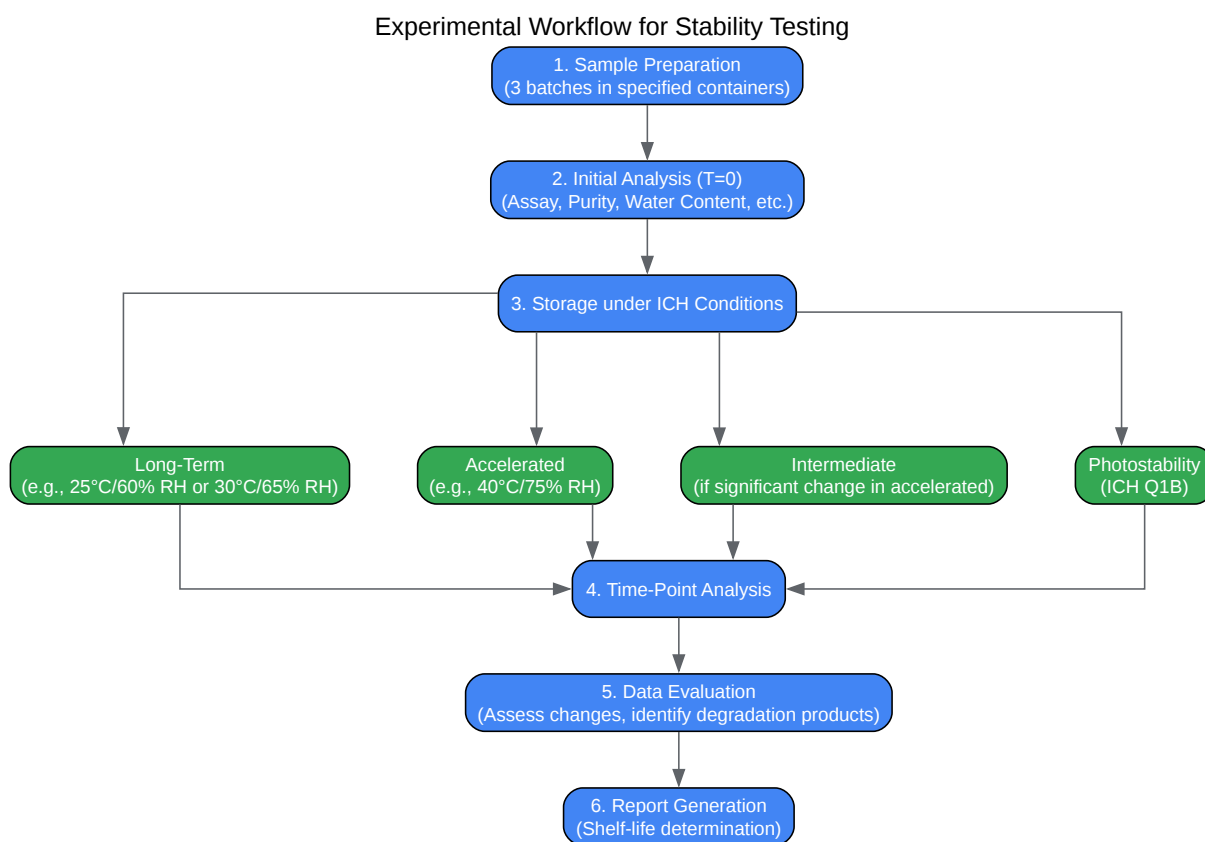 Experimental Workflow for Stability Testing
1. Sample Preparation
(3 batches in specified containers)
2. Initial Analysis (T=0)
(Assay, Purity, Water Content, etc.)
3. Storage under ICH Conditions
Long-Term
(e.g., 25°C/60% RH or 30°C/65% RH)
Accelerated
(e.g., 40°C/75% RH)
Intermediate
(if significant change in accelerated)
Photostability
(ICH Q1B)
4. Time-Point Analysis
5. Data Evaluation
(Assess changes, identify degradation products)
6. Report Generation
(Shelf-life determination)